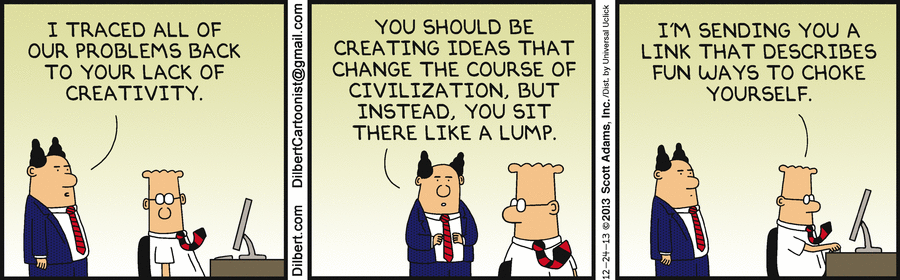 I TRACED ALL OF
OUR PROBLEMS BACK
TO YOUR LACK OF
CREATIVITY.
Dilbert.com DilbertCartoonist@gmail.com
YOU SHOULD BE
CREATING IDEAS THAT
CHANGE THE COURSE OF
CIVILIZATION, BUT
INSTEAD, YOU SIT
THERE LIKE A LUMP.
12-24-13 © 2013 Scott Adams, Inc. /Dist. by Universal Uclick
I'M SENDING YOU A
LINK THAT DESCRIBES
FUN WAYS TO CHOKE
YOURSELF.